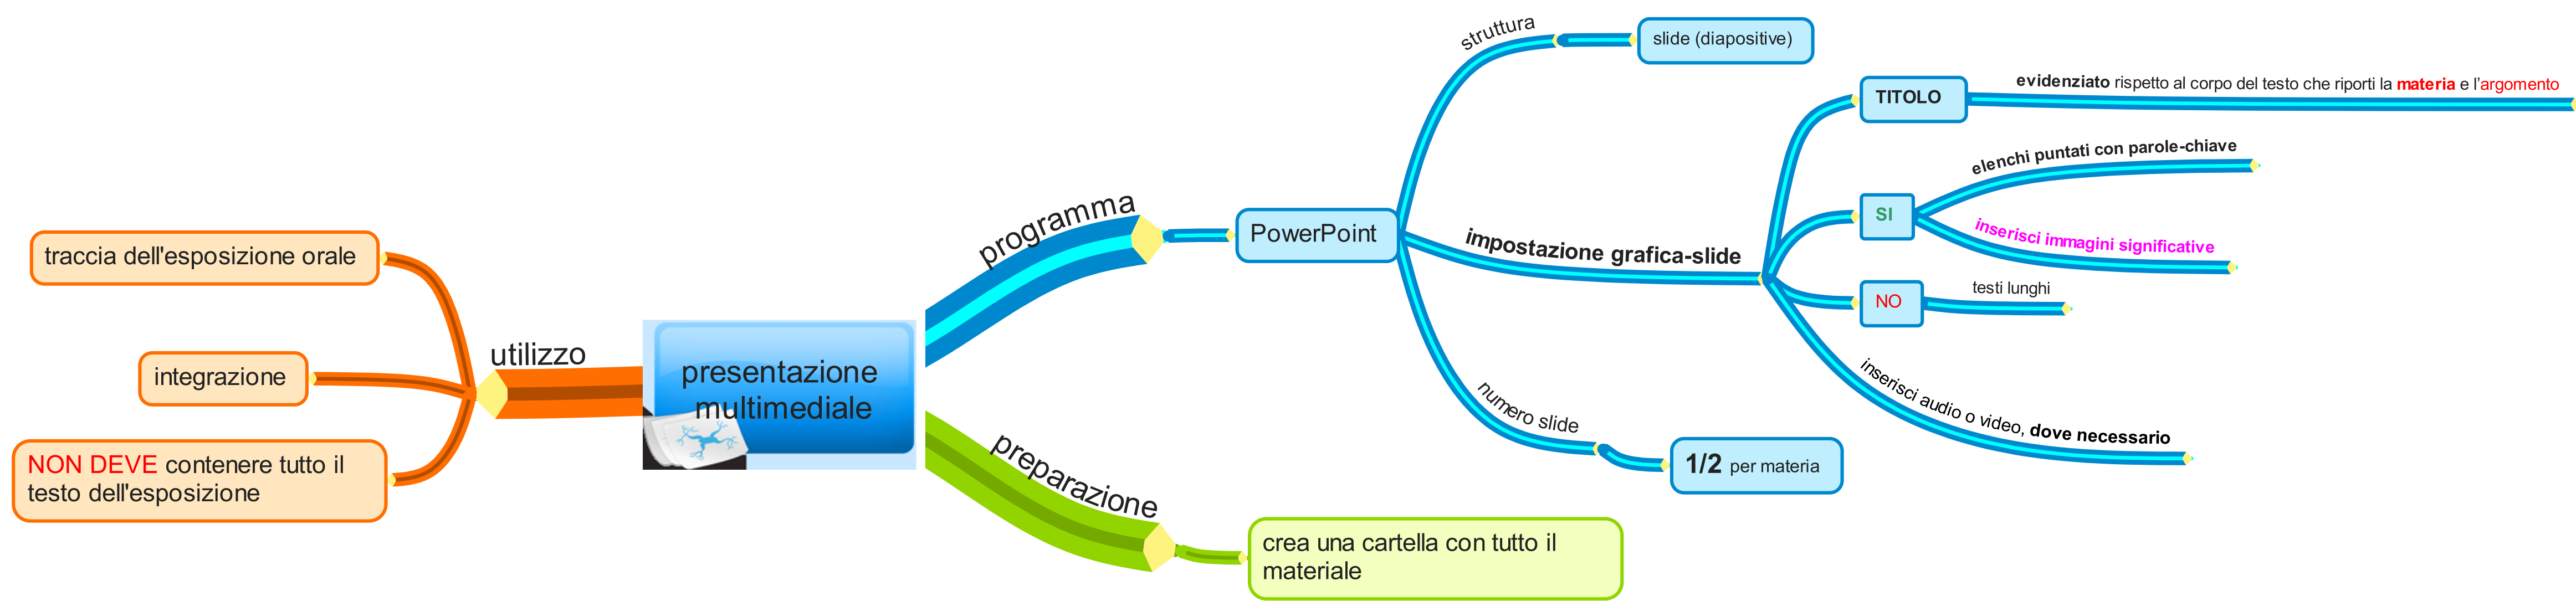 presentazione
multimediale
utilizzo
traccia dell'esposizione orale
integrazione
NON DEVE contenere tutto il
testo dell'esposizione
programma
PowerPoint
struttura
slide (diapositive)
impostazione grafica-slide
TITOLO
evidenziato rispetto al corpo del testo che riporti la materia e l'argomento
SI
elenchi puntati con parole-chiave
inserisci immagini significative
NO
testi lunghi
inserisci audio o video, dove necessario
numero slide
1/2 per materia
preparazione
crea una cartella con tutto il
materiale